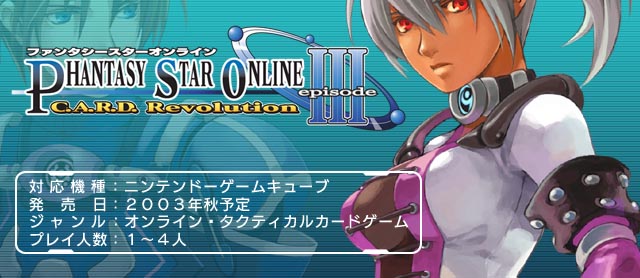 ファンタシースターオンライン
PHANTASY STAR ONLINE
episode III
C.A.R.D. Revolution
対応機種：ニンテンドーゲームキューブ
発売日：２００３年秋予定
ジャンル：オンライン・タクティカルカードゲーム
プレイ人数：１～４人